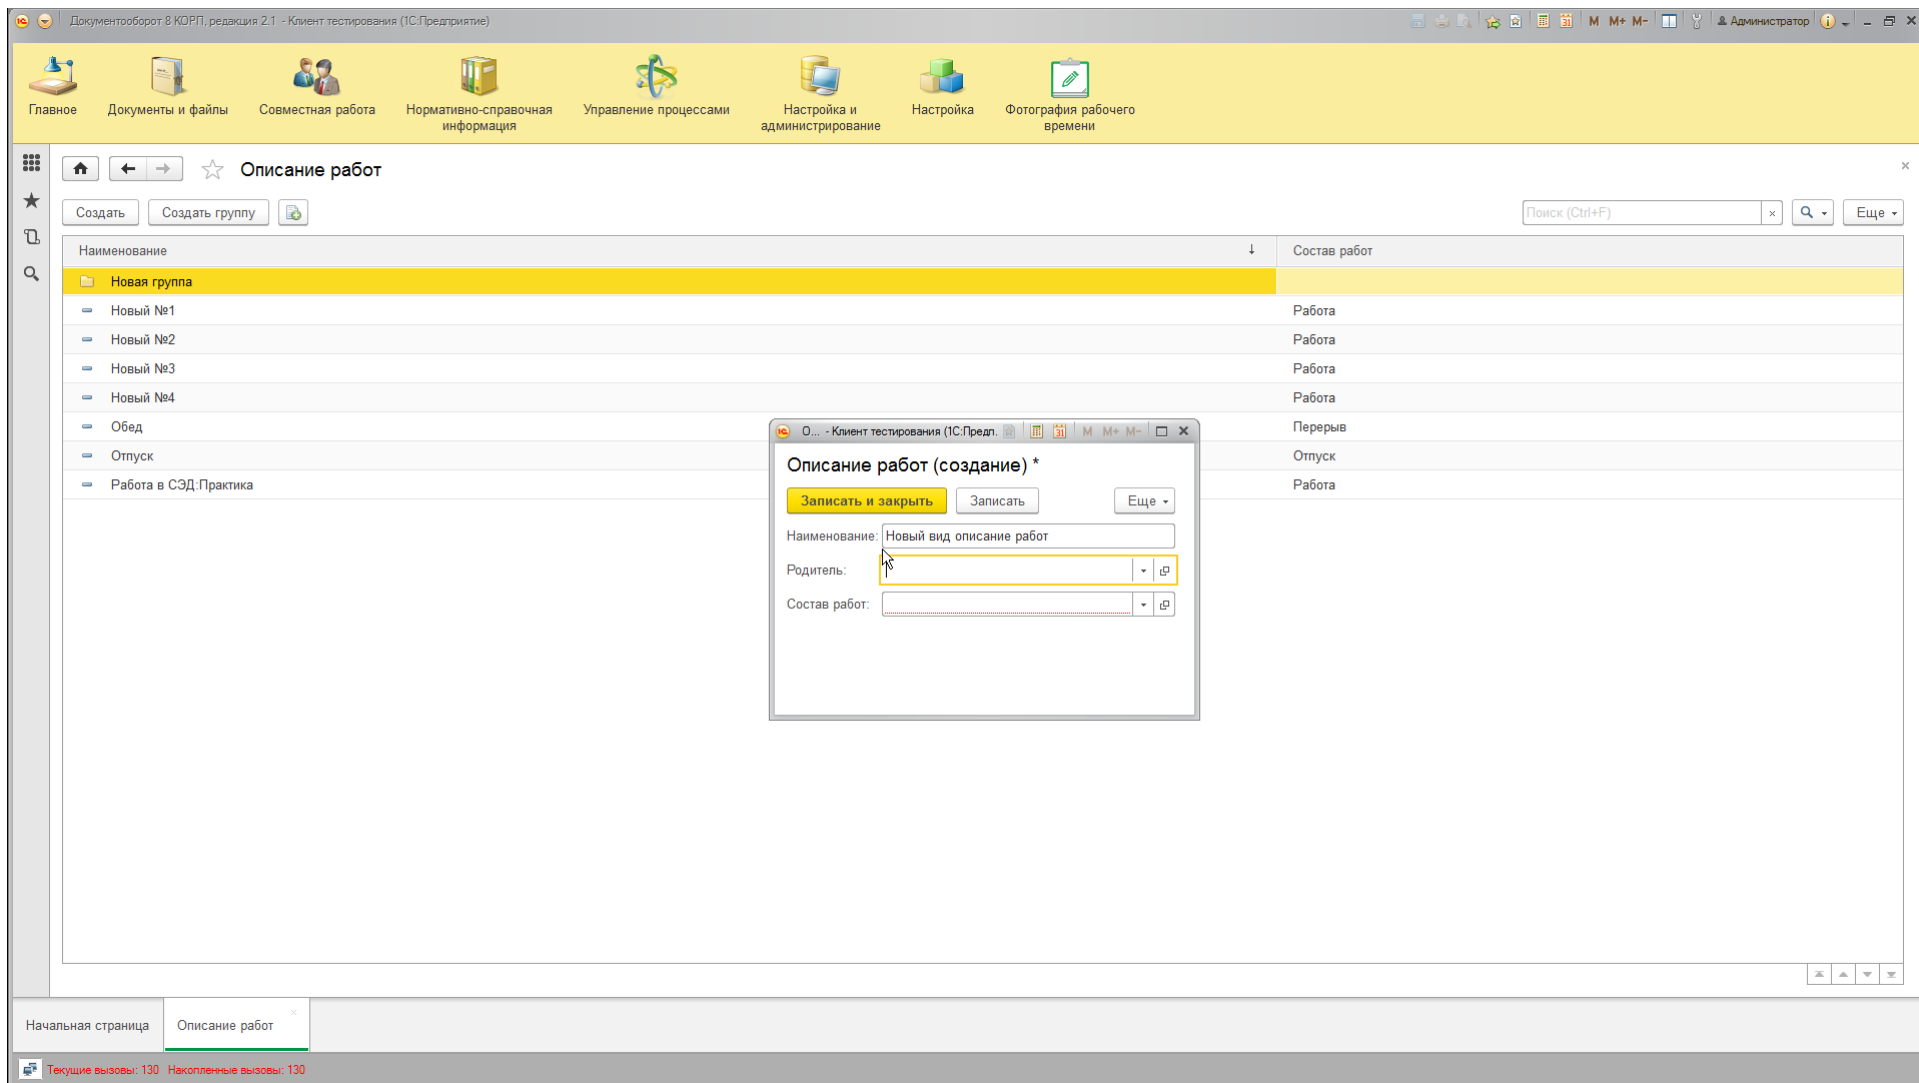 Документооборот 8 КОРП, редакция 2.1 - Клиент тестирования (1С:Предприятие)
M M+ M- Администратор
Главное
Документы и файлы
Совместная работа
Нормативно-справочная
информация
Управление процессами
Настройка и
администрирование
Настройка
Фотография рабочего
времени
Описание работ
Создать
Создать группу
Поиск (Ctrl+F)
Еще
Наименование
Состав работ
Новая группа
Новый №1
Работа
Новый №2
Работа
Новый №3
Работа
Новый №4
Работа
Обед
Перерыв
Отпуск
Отпуск
Работа в СЭД:Практика
Работа
О... - Клиент тестирования (1С:Предп.
M M+ M-
Описание работ (создание) *
Записать и закрыть
Записать
Еще
Наименование:
Новый вид описание работ
Родитель:
Состав работ:
Начальная страница
Описание работ
Текущие вызовы: 130 Накопленные вызовы: 130